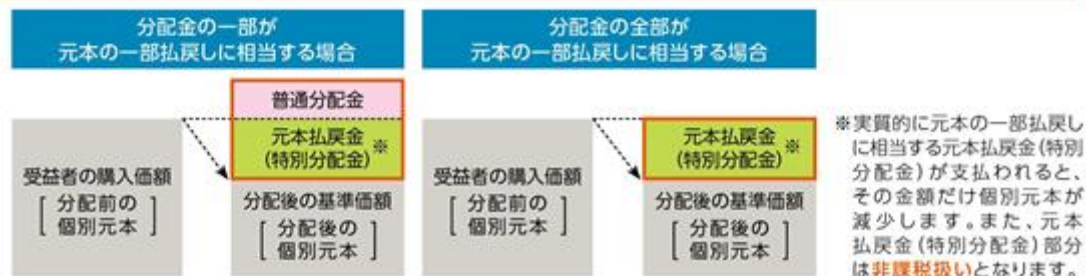 分配金の一部が
元本の一部払戻しに相当する場合
普通分配金
元本払戻金
(特別分配金)※
受益者の購入価額
[分配前の
個別元本]
分配後の基準価額
[分配後の
個別元本]
分配金の全部が
元本の一部払戻しに相当する場合
元本払戻金
(特別分配金)※
受益者の購入価額
[分配前の
個別元本]
分配後の基準価額
[分配後の
個別元本]
※実質的に元本の一部払戻し
に相当する元本払戻金(特別
分配金)が支払われると、
その金額だけ個別元本が
減少します。また、元本
払戻金(特別分配金)部分
は非課税扱いとなります。